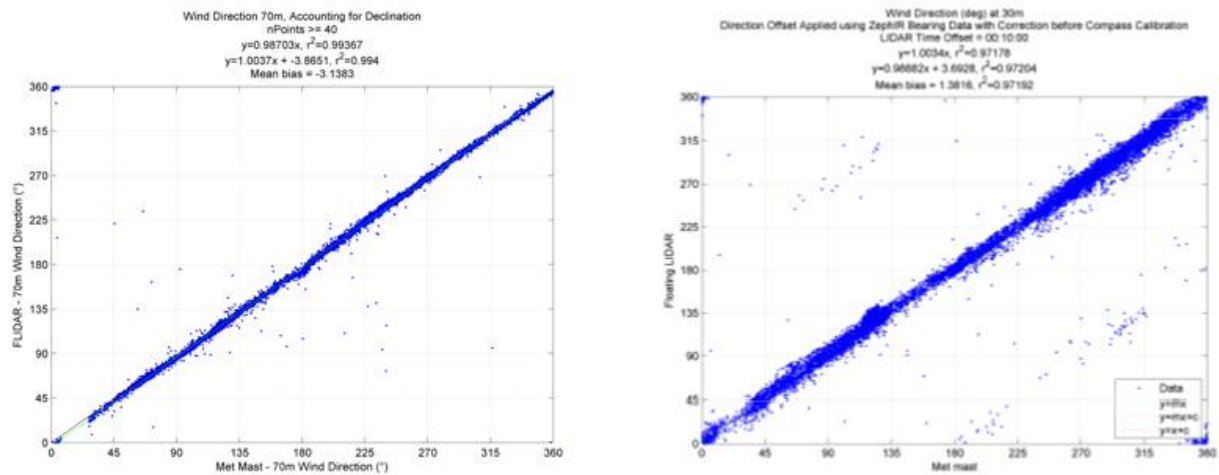 Wind Direction 70m, Accounting for Declination
nPoints >= 40
y=0.98703x, r²=0.99367
y=1.0037x + -3.8651, r²=0.994
Mean bias = -3.1383
360
315
270
225
180
135
90
45
0
FLIDAR - 70m Wind Direction (°)
0 45 90 135 180 225 270 315 360
Met Mast - 70m Wind Direction (°)
Wind Direction (deg) at 30m
Direction Offset Applied using ZephIR Bearing Data with Correction before Compass Calibration
LIDAR Time Offset = 00:10:00
y=1.0034x, r²=0.97178
y=0.98882x + 3.6928, r²=0.97204
Mean bias = 1.3816, r²=0.97192
360
315
270
225
180
135
90
45
0
Floating LIDAR
0 45 90 135 180 225 270 315 360
Met mast
Data
y=mx
y=mx+c
y=x+c